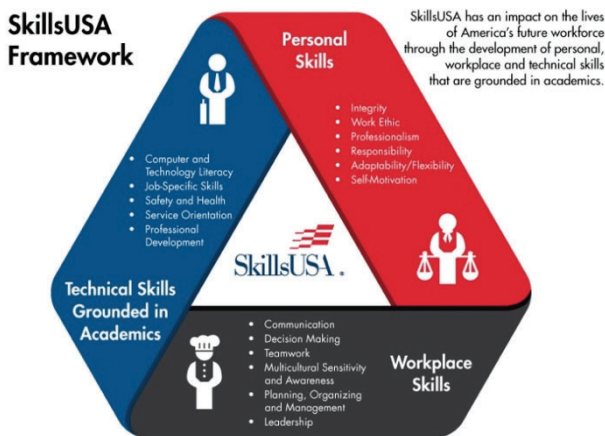 SkillsUSA
Framework
SkillsUSA has an impact on the lives
of America's future workforce
through the development of personal,
workplace and technical skills
that are grounded in academics.
Personal
Skills
• Integrity
• Work Ethic
• Professionalism
• Responsibility
• Adaptability/Flexibility
• Self-Motivation
• Computer and
Technology Literacy
• Job-Specific Skills
• Safety and Health
• Service Orientation
• Professional
Development
SkillsUSA.
Technical Skills
Grounded in
Academics
• Communication
• Decision Making
• Teamwork
• Multicultural Sensitivity
and Awareness
• Planning, Organizing
and Management
• Leadership
Workplace
Skills